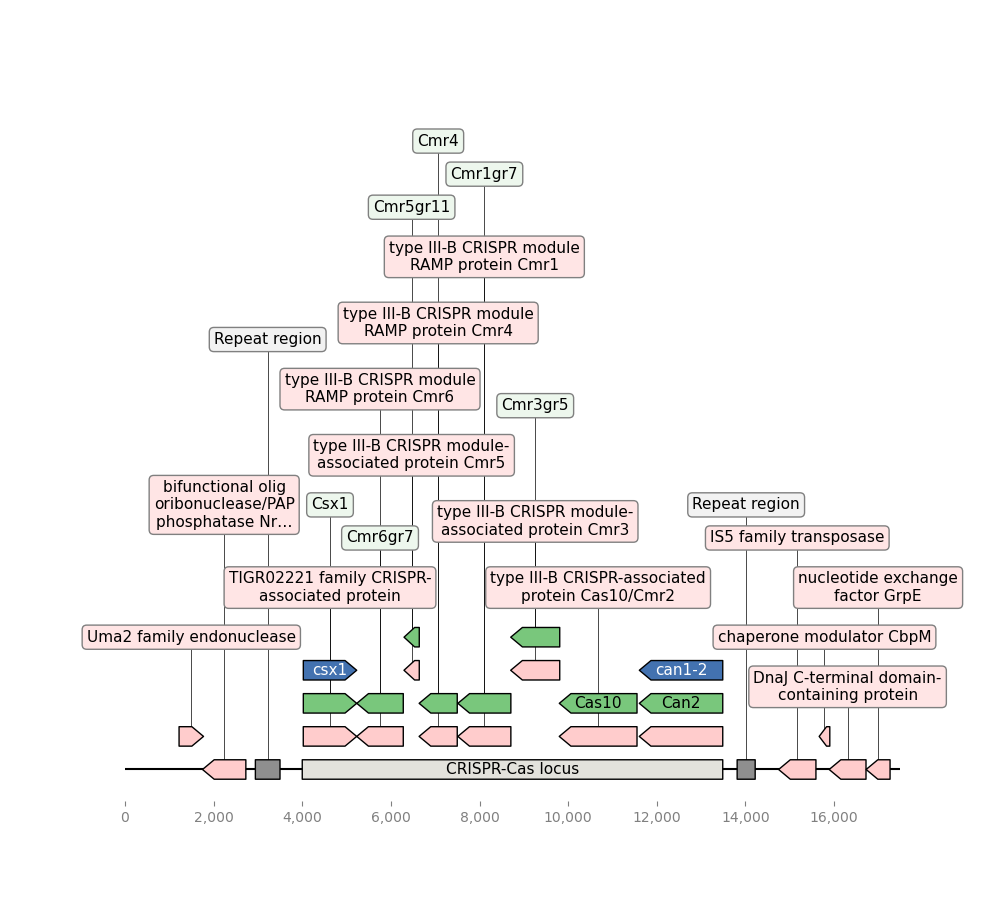 Cmr4
Cmr1gr7
Cmr5gr11
type III-B CRISPR module
RAMP protein Cmr1
type III-B CRISPR module
RAMP protein Cmr4
Repeat region
type III-B CRISPR module
RAMP protein Cmr6
Cmr3gr5
type III-B CRISPR module-
associated protein Cmr5
bifunctional olig
oribonuclease/PAP
phosphatase Nr...
Csx1
Repeat region
type III-B CRISPR module-
associated protein Cmr3
Cmr6gr7
IS5 family transposase
TIGR02221 family CRISPR-
associated protein
type III-B CRISPR-associated
protein Cas10/Cmr2
nucleotide exchange
factor GrpE
Uma2 family endonuclease
chaperone modulator CbpM
csx1
can1-2
DnaJ C-terminal domain-
containing protein
Cas10
Can2
CRISPR-Cas locus
0
2,000
4,000
6,000
8,000
10,000
12,000
14,000
16,000